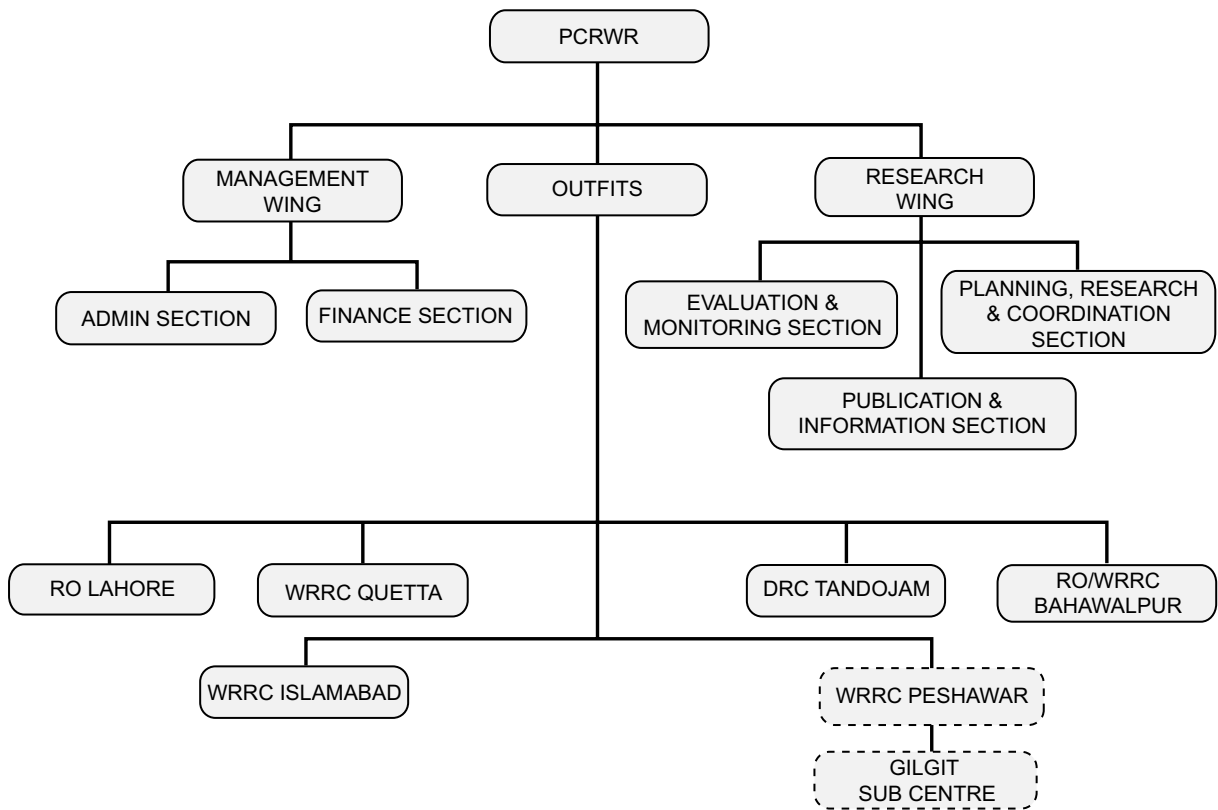 PCRWR
MANAGEMENT
WING
OUTFITS
RESEARCH
WING
ADMIN SECTION
FINANCE SECTION
EVALUATION &
MONITORING SECTION
PLANNING, RESEARCH
& COORDINATION
SECTION
PUBLICATION &
INFORMATION SECTION
RO LAHORE
WRRC QUETTA
DRC TANDOJAM
RO/WRRC
BAHAWALPUR
WRRC ISLAMABAD
WRRC PESHAWAR
GILGIT
SUB CENTRE